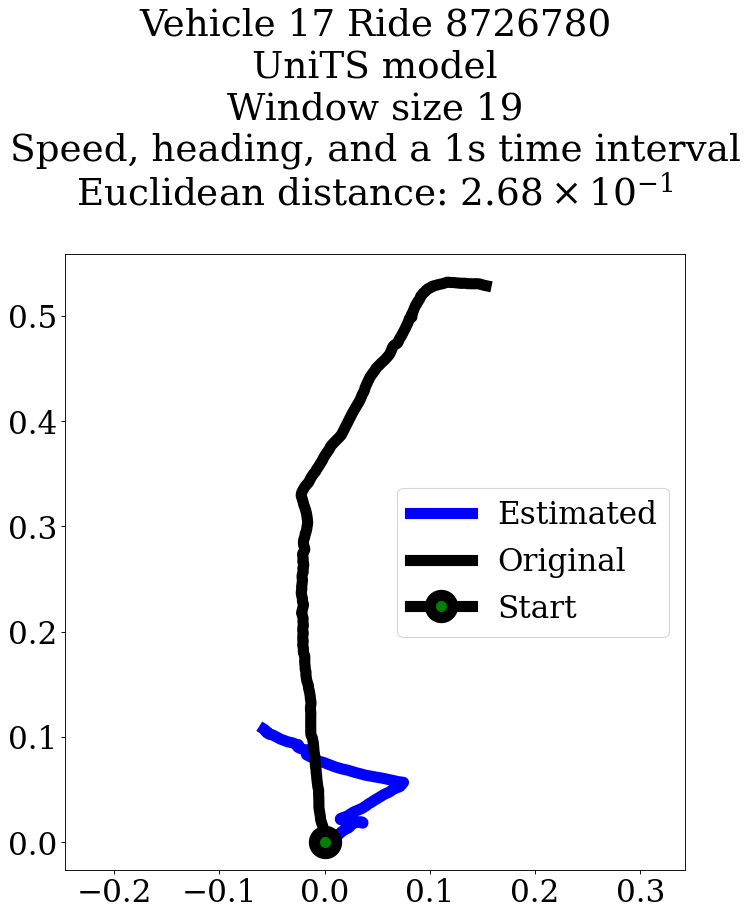 Vehicle 17 Ride 8726780
UniTS model
Window size 19
Speed, heading, and a 1s time interval
Euclidean distance: 2.68 × 10⁻¹
0.5
0.4
0.3
0.2
0.1
0.0
Estimated
Original
Start
−0.2 −0.1 0.0 0.1 0.2 0.3